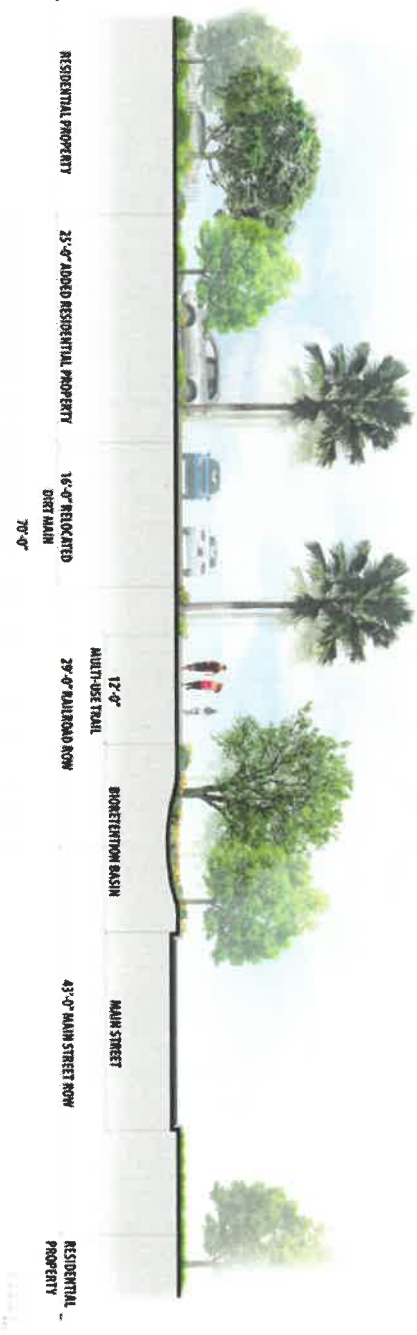 RESIDENTIAL PROPERTY
25'-0" ADDED RESIDENTIAL PROPERTY
16'-0" RELOCATED
DIRT MAIN
70'-0"
12'-0"
MULTI-USE TRAIL
29'-0" RAILROAD ROW
BIORETENTION BASIN
MAIN STREET
43'-0" MAIN STREET ROW
RESIDENTIAL
PROPERTY